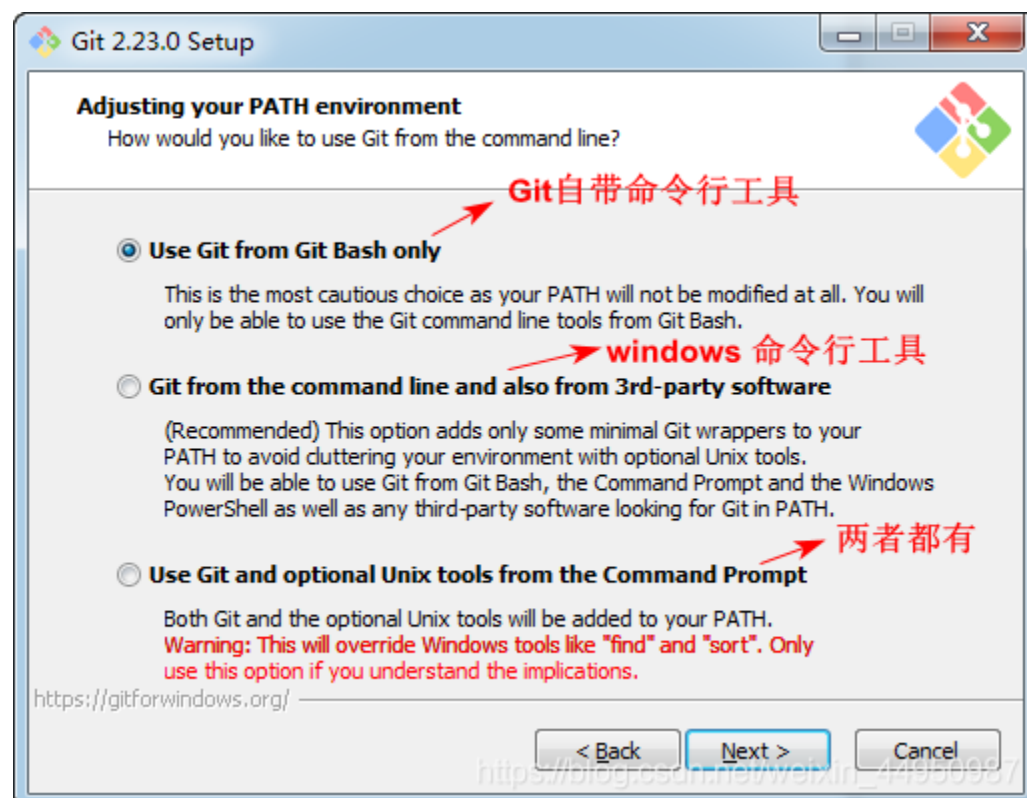 Git 2.23.0 Setup
Adjusting your PATH environment
How would you like to use Git from the command line?
Git自带命令行工具
Use Git from Git Bash only
This is the most cautious choice as your PATH will not be modified at all. You will
only be able to use the Git command line tools from Git Bash.
windows 命令行工具
Git from the command line and also from 3rd-party software
(Recommended) This option adds only some minimal Git wrappers to your
PATH to avoid cluttering your environment with optional Unix tools.
You will be able to use Git from Git Bash, the Command Prompt and the Windows
PowerShell as well as any third-party software looking for Git in PATH.
两者都有
Use Git and optional Unix tools from the Command Prompt
Both Git and the optional Unix tools will be added to your PATH.
Warning: This will override Windows tools like "find" and "sort". Only
use this option if you understand the implications.
https://gitforwindows.org/
< Back Next > Cancel
https://blog.csdn.net/weixin_44950987